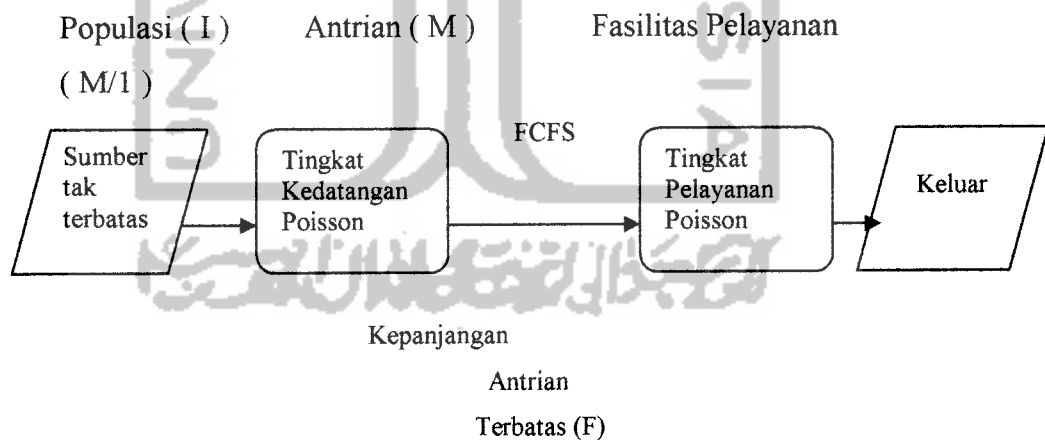 Populasi ( I ) Antrian ( M ) Fasilitas Pelayanan
( M/1 )
FCFS
Sumber
tak
terbatas
Tingkat
Kedatangan
Poisson
Tingkat
Pelayanan
Poisson
Keluar
Kepanjangan
Antrian
Terbatas (F)